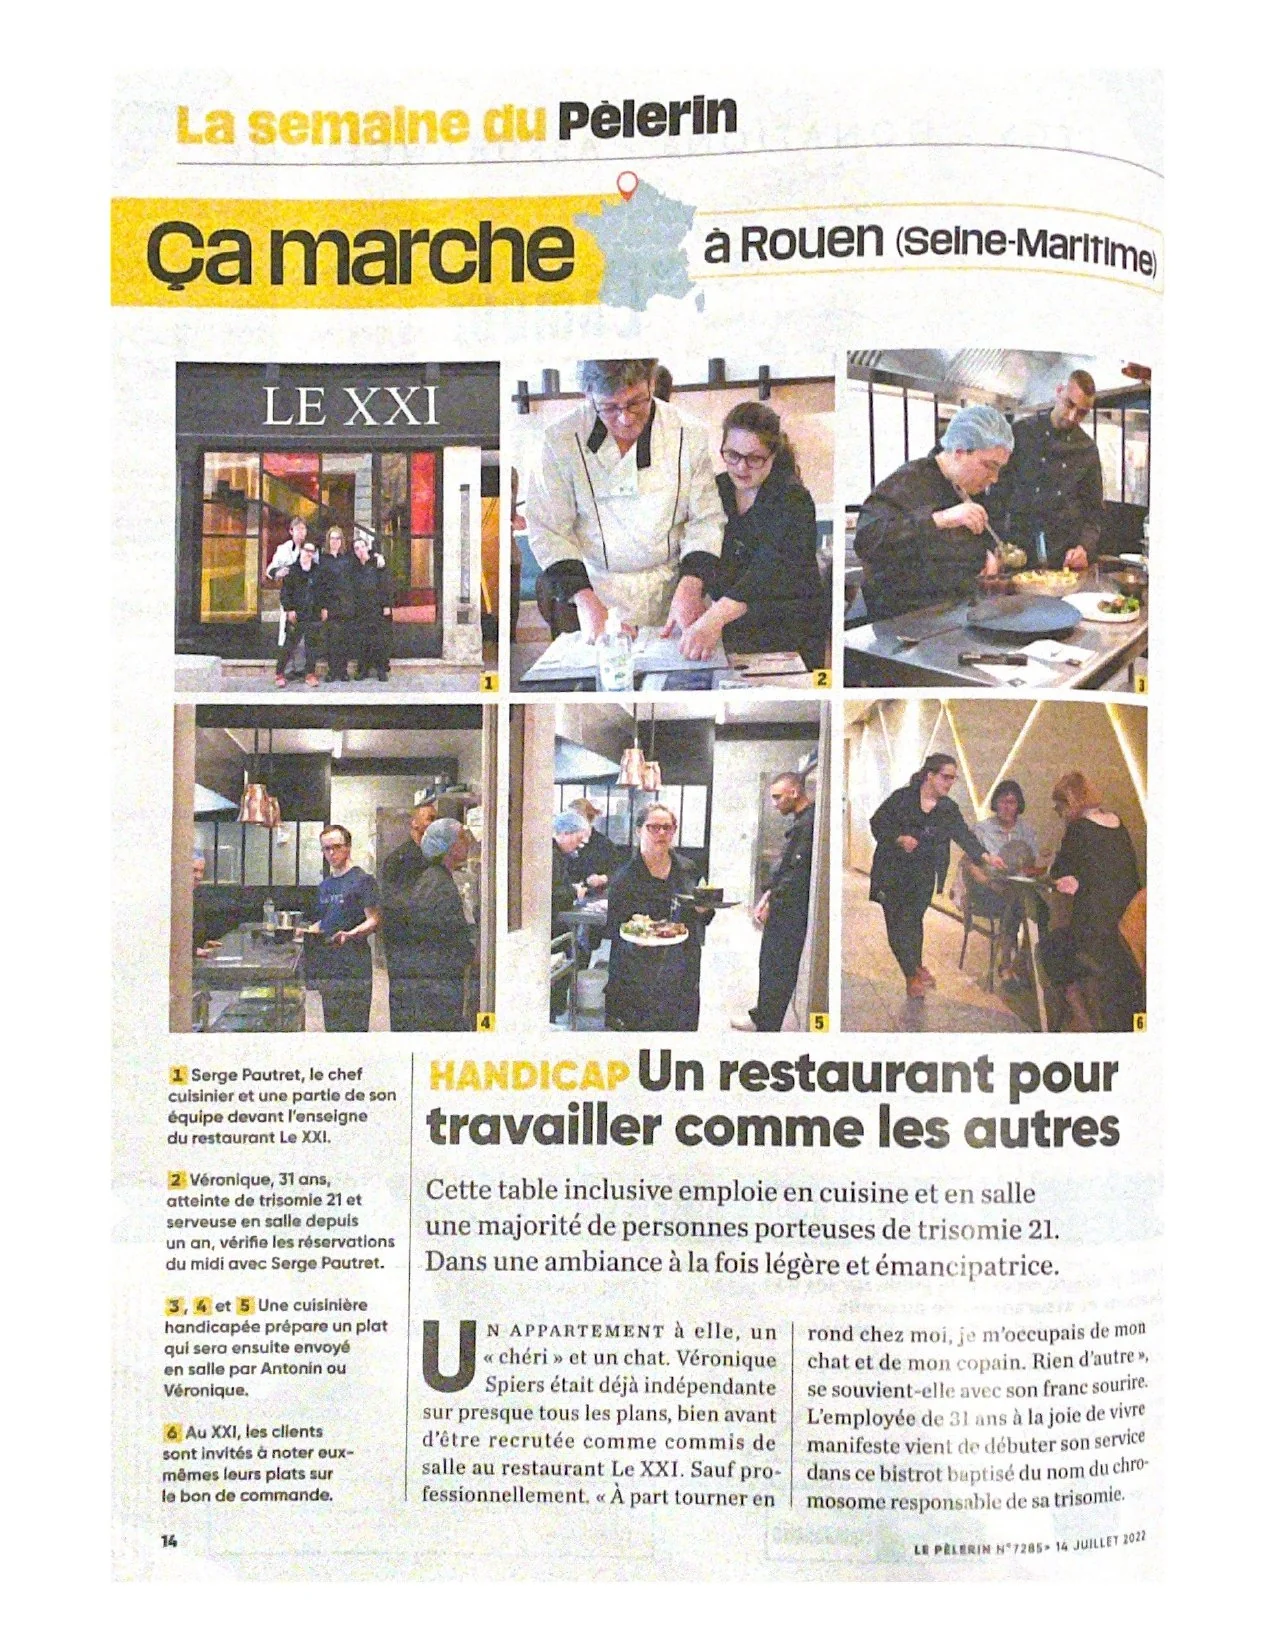 La semaine du Pèlerin
Ça marche
à Rouen (Seine-Maritime)
LE XXI
1
2
3
4
5
6
1 Serge Pautret, le chef
cuisinier et une partie de son
équipe devant l'enseigne
du restaurant Le XXI.
2 Véronique, 31 ans,
atteinte de trisomie 21 et
serveuse en salle depuis
un an, vérifie les réservations
du midi avec Serge Pautret.
3, 4 et 5 Une cuisinière
handicapée prépare un plat
qui sera ensuite envoyé
en salle par Antonin ou
Véronique.
6 Au XXI, les clients
sont invités à noter eux-
mêmes leurs plats sur
le bon de commande.
HANDICAP Un restaurant pour
travailler comme les autres
Cette table inclusive emploie en cuisine et en salle
une majorité de personnes porteuses de trisomie 21.
Dans une ambiance à la fois légère et émancipatrice.
UN APPARTEMENT à elle, un
« chéri » et un chat. Véronique
Spiers était déjà indépendante
sur presque tous les plans, bien avant
d'être recrutée comme commis de
salle au restaurant Le XXI. Sauf pro-
fessionnellement. « À part tourner en
rond chez moi, je m'occupais de mon
chat et de mon copain. Rien d'autre »,
se souvient-elle avec son franc sourire.
L'employée de 31 ans à la joie de vivre
manifeste vient de débuter son service
dans ce bistrot baptisé du nom du chro-
mosome responsable de sa trisomie.
14
LE PÈLERIN N°7285 • 14 JUILLET 2022